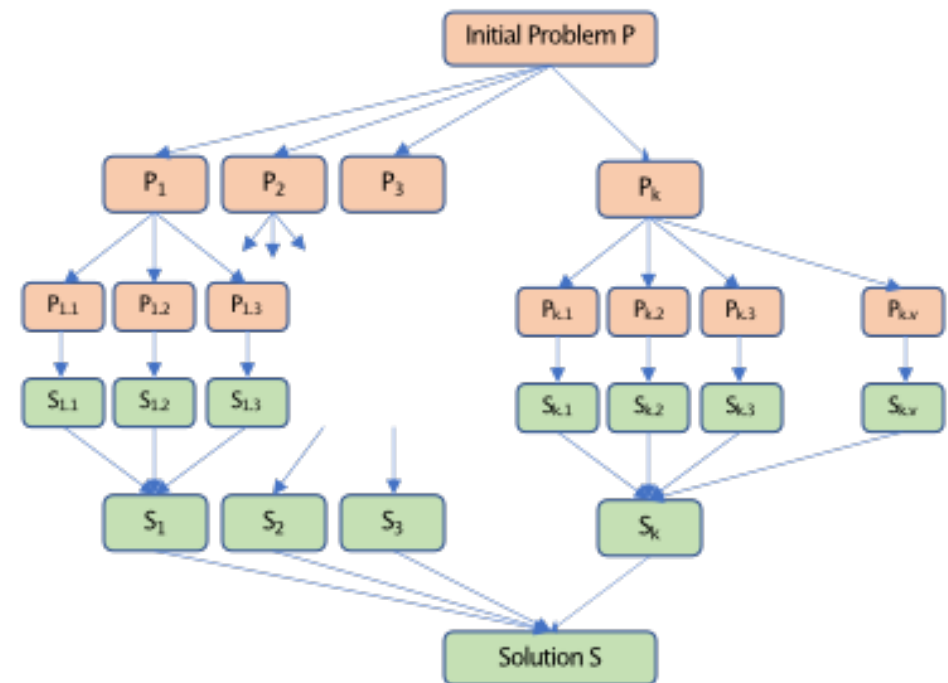 Initial Problem P
P₁ P₂ P₃ Pₖ
P₁.₁ P₁.₂ P₁.₃ Pₖ.₁ Pₖ.₂ Pₖ.₃ Pₖ.ᵥ
S₁.₁ S₁.₂ S₁.₃ Sₖ.₁ Sₖ.₂ Sₖ.₃ Sₖ.ᵥ
S₁ S₂ S₃ Sₖ
Solution S